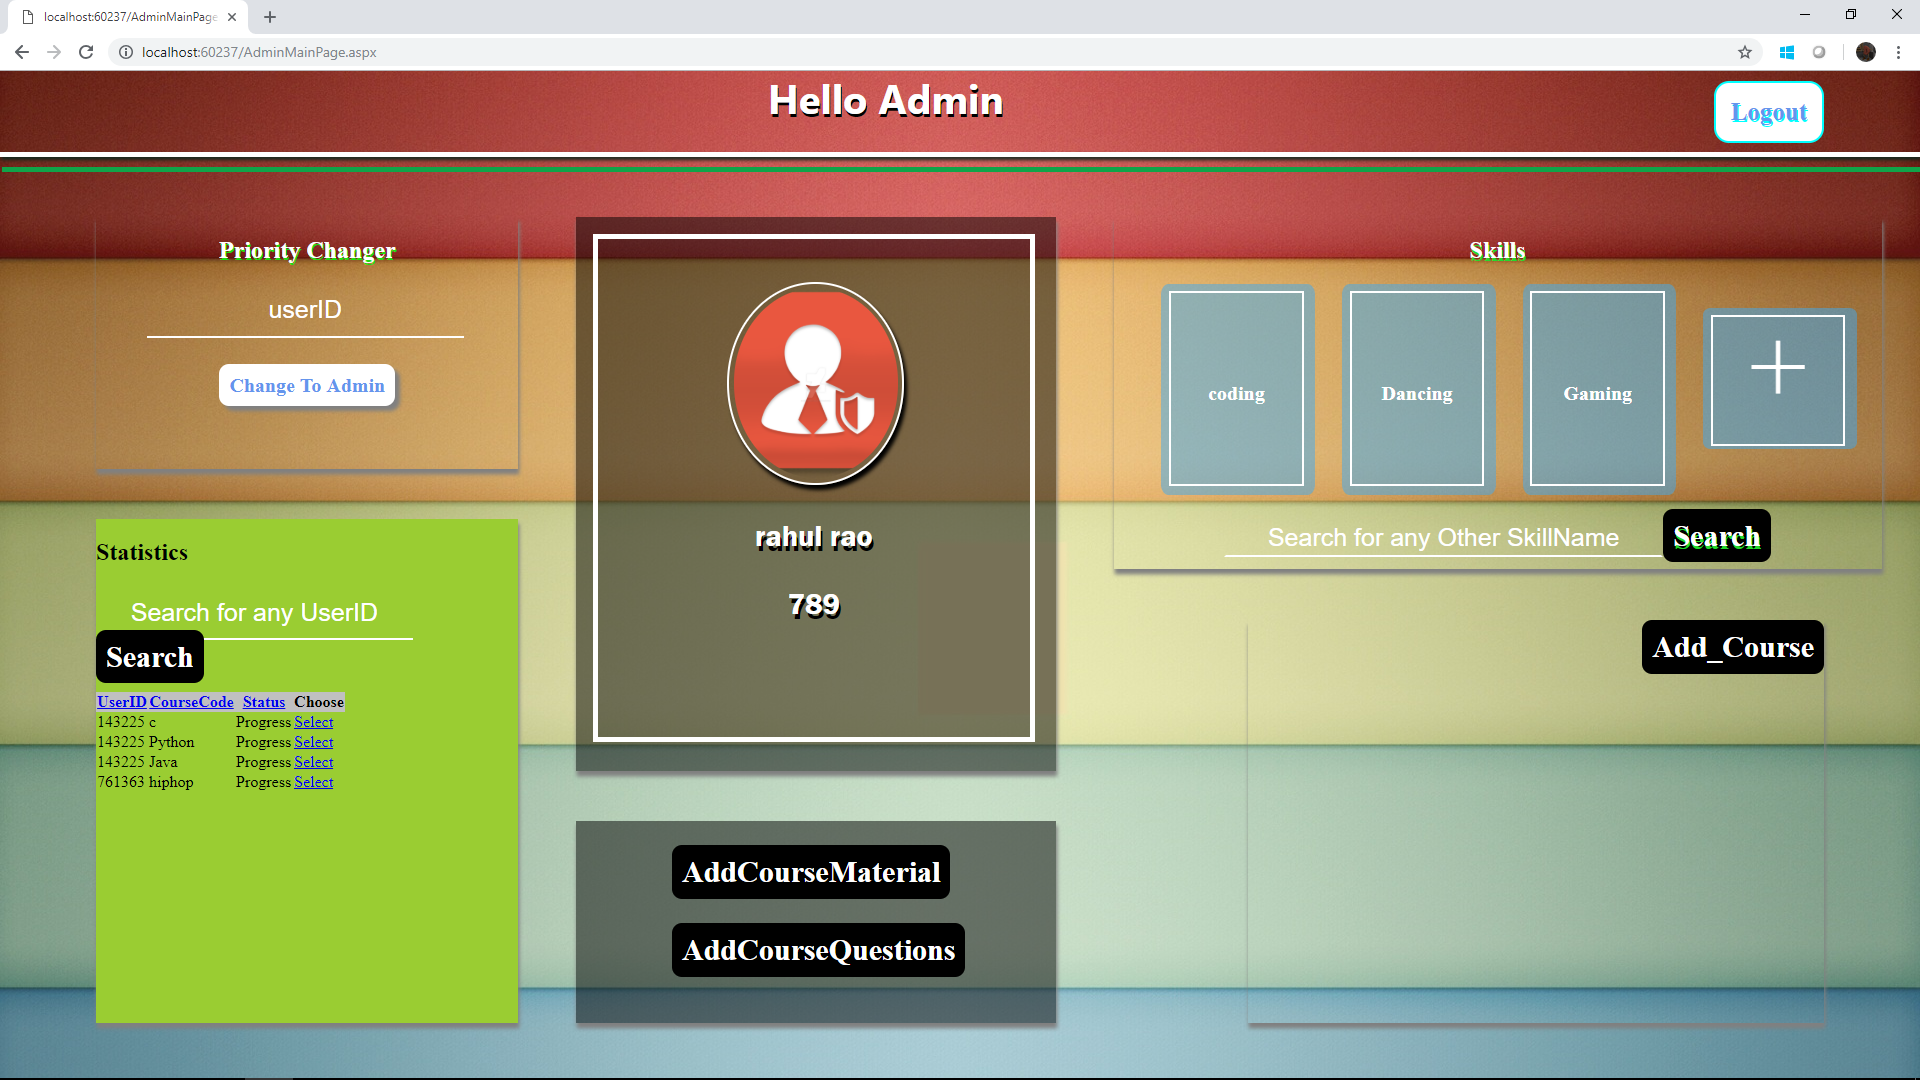 localhost:60237/AdminMainPage
localhost:60237/AdminMainPage.aspx
Hello Admin
Logout
Priority Changer
userID
Change To Admin
Statistics
Search for any UserID
Search
UserID CourseCode Status Choose
143225 c Progress Select
143225 Python Progress Select
143225 Java Progress Select
761363 hiphop Progress Select
rahul rao
789
AddCourseMaterial
AddCourseQuestions
Skills
coding Dancing Gaming
Search for any Other SkillName Search
Add_Course